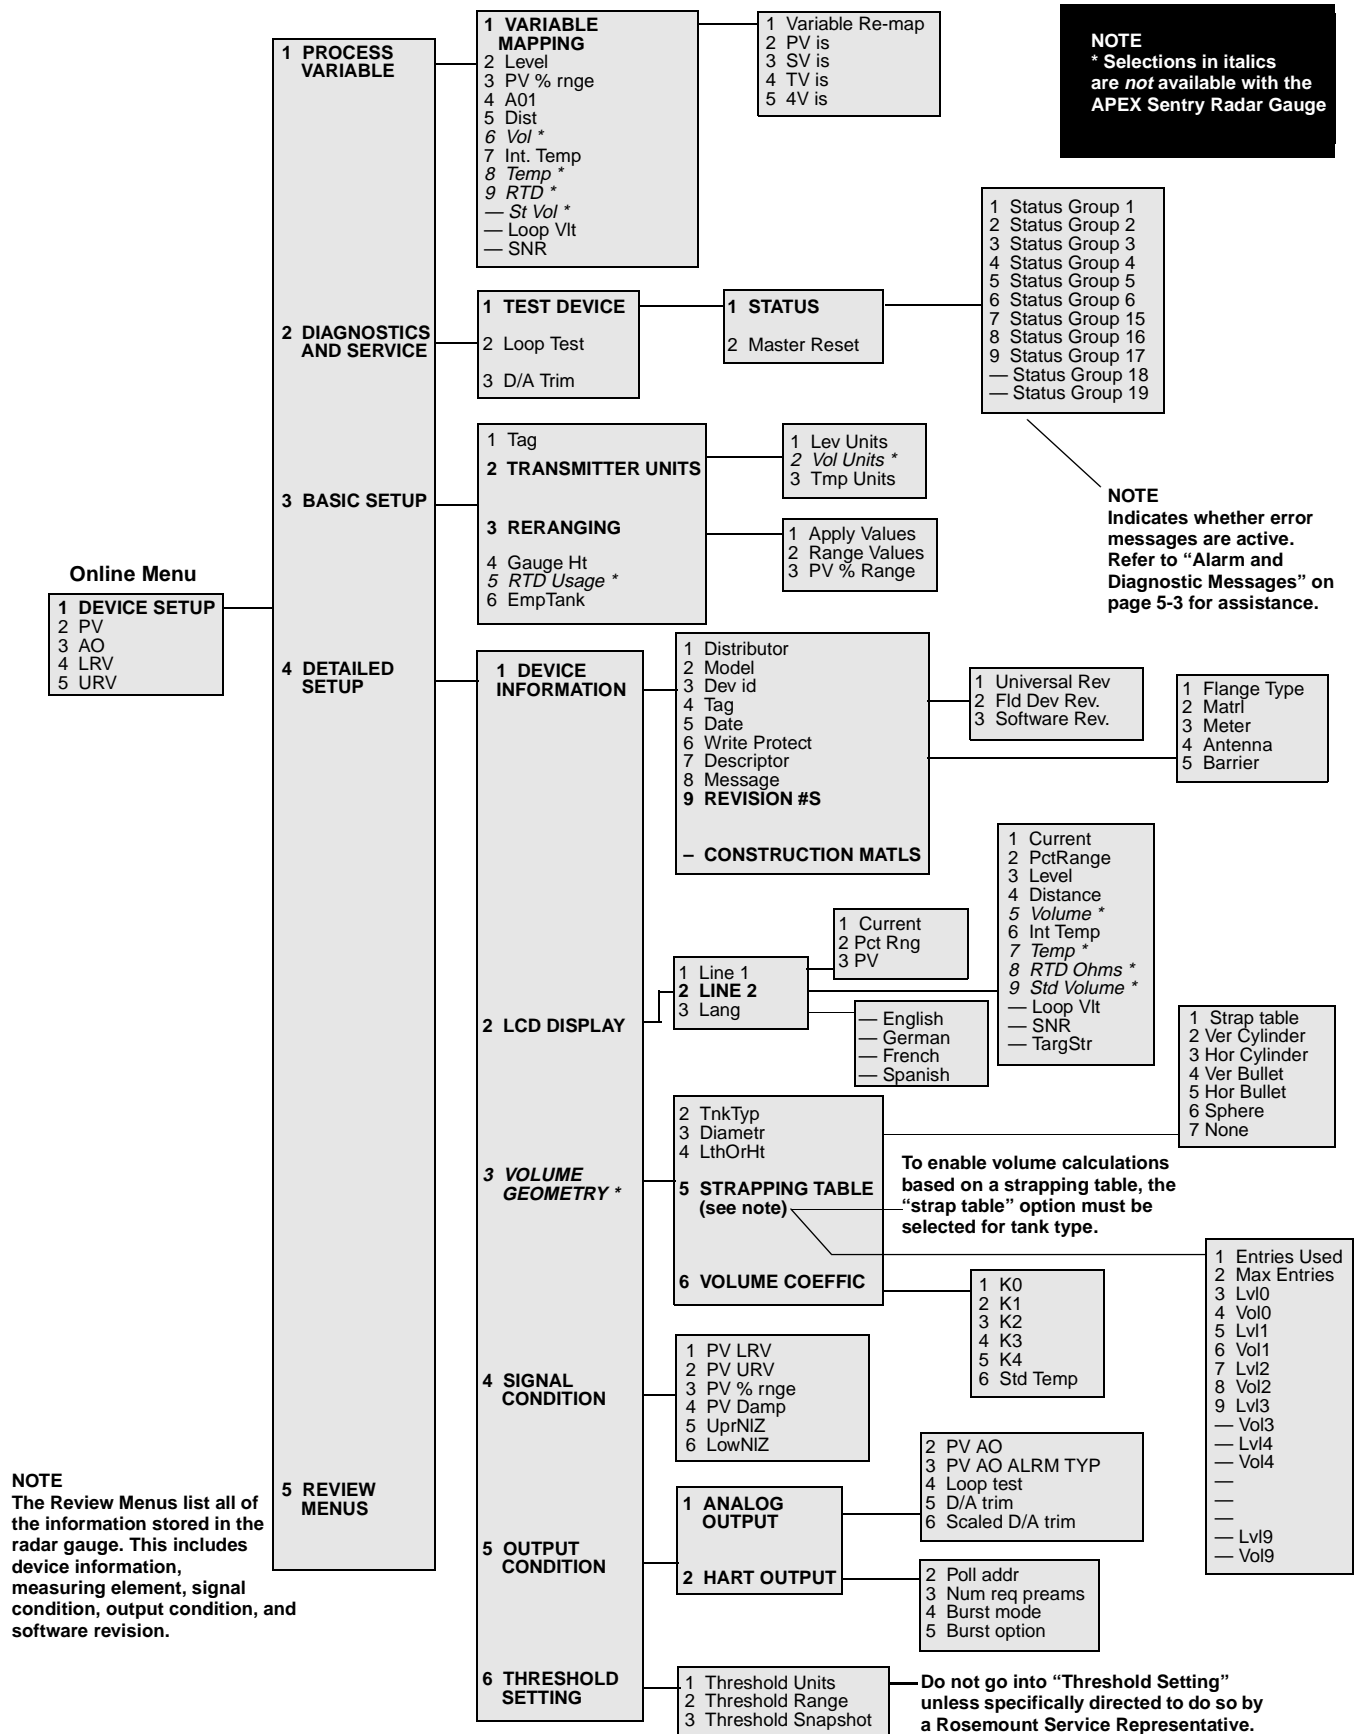 Online Menu
1 DEVICE SETUP
2 PV
3 AO
4 LRV
5 URV
1 PROCESS
VARIABLE
2 DIAGNOSTICS
AND SERVICE
3 BASIC SETUP
4 DETAILED
SETUP
5 REVIEW
MENUS
1 VARIABLE
MAPPING
2 Level
3 PV % rnge
4 A01
5 Dist
6 Vol *
7 Int. Temp
8 Temp *
9 RTD *
— St Vol *
— Loop Vlt
— SNR
1 Variable Re-map
2 PV is
3 SV is
4 TV is
5 4V is
NOTE
* Selections in italics
are not available with the
APEX Sentry Radar Gauge
1 TEST DEVICE
2 Loop Test
3 D/A Trim
1 STATUS
2 Master Reset
1 Status Group 1
2 Status Group 2
3 Status Group 3
4 Status Group 4
5 Status Group 5
6 Status Group 6
7 Status Group 15
8 Status Group 16
9 Status Group 17
— Status Group 18
— Status Group 19
NOTE
Indicates whether error
messages are active.
Refer to “Alarm and
Diagnostic Messages” on
page 5-3 for assistance.
1 Tag
2 TRANSMITTER UNITS
3 RERANGING
4 Gauge Ht
5 RTD Usage *
6 EmpTank
1 Lev Units
2 Vol Units *
3 Tmp Units
1 Apply Values
2 Range Values
3 PV % Range
1 DEVICE
INFORMATION
2 LCD DISPLAY
3 VOLUME
GEOMETRY *
4 SIGNAL
CONDITION
5 OUTPUT
CONDITION
6 THRESHOLD
SETTING
1 Distributor
2 Model
3 Dev id
4 Tag
5 Date
6 Write Protect
7 Descriptor
8 Message
9 REVISION #S
– CONSTRUCTION MATLS
1 Universal Rev
2 Fld Dev Rev.
3 Software Rev.
1 Flange Type
2 Matrl
3 Meter
4 Antenna
5 Barrier
1 Line 1
2 LINE 2
3 Lang
1 Current
2 Pct Rng
3 PV
1 Current
2 PctRange
3 Level
4 Distance
5 Volume *
6 Int Temp
7 Temp *
8 RTD Ohms *
9 Std Volume *
— Loop Vlt
— SNR
— TargStr
— English
— German
— French
— Spanish
2 TnkTyp
3 Diametr
4 LthOrHt
5 STRAPPING TABLE
(see note)
6 VOLUME COEFFIC
1 Strap table
2 Ver Cylinder
3 Hor Cylinder
4 Ver Bullet
5 Hor Bullet
6 Sphere
7 None
To enable volume calculations
based on a strapping table, the
“strap table” option must be
selected for tank type.
1 Entries Used
2 Max Entries
3 Lvl0
4 Vol0
5 Lvl1
6 Vol1
7 Lvl2
8 Vol2
9 Lvl3
— Vol3
— Lvl4
— Vol4
—
—
—
— Lvl9
— Vol9
1 K0
2 K1
3 K2
4 K3
5 K4
6 Std Temp
1 PV LRV
2 PV URV
3 PV % rnge
4 PV Damp
5 UprNIZ
6 LowNIZ
1 ANALOG
OUTPUT
2 HART OUTPUT
2 PV AO
3 PV AO ALRM TYP
4 Loop test
5 D/A trim
6 Scaled D/A trim
2 Poll addr
3 Num req preams
4 Burst mode
5 Burst option
1 Threshold Units
2 Threshold Range
3 Threshold Snapshot
Do not go into “Threshold Setting”
unless specifically directed to do so by
a Rosemount Service Representative.
NOTE
The Review Menus list all of
the information stored in the
radar gauge. This includes
device information,
measuring element, signal
condition, output condition, and
software revision.